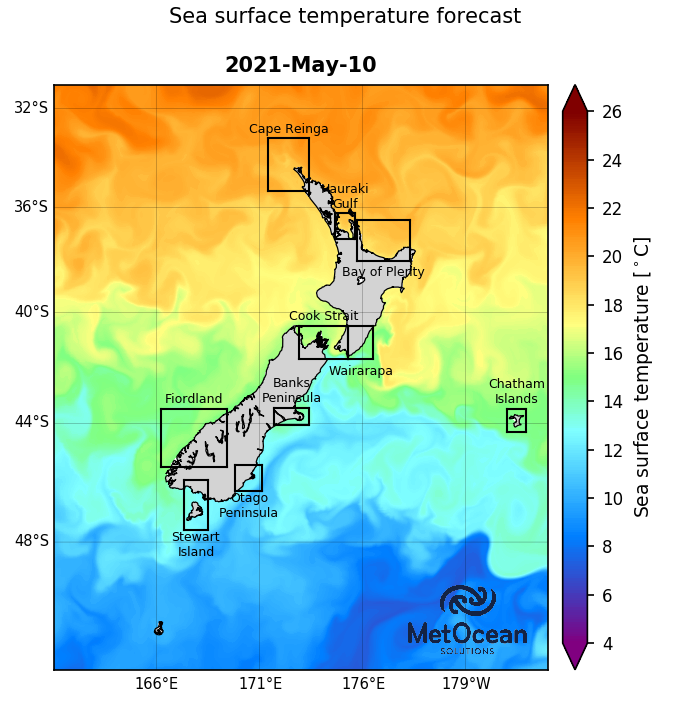 Sea surface temperature forecast
2021-May-10
32°S
36°S
40°S
44°S
48°S
166°E
171°E
176°E
179°W
Cape Reinga
Hauraki
Gulf
Bay of Plenty
Cook Strait
Wairarapa
Banks
Peninsula
Fiordland
Chatham
Islands
Otago
Peninsula
Stewart
Island
MetOcean
SOLUTIONS
26
24
22
20
18
16
14
12
10
8
6
4
Sea surface temperature [°C]